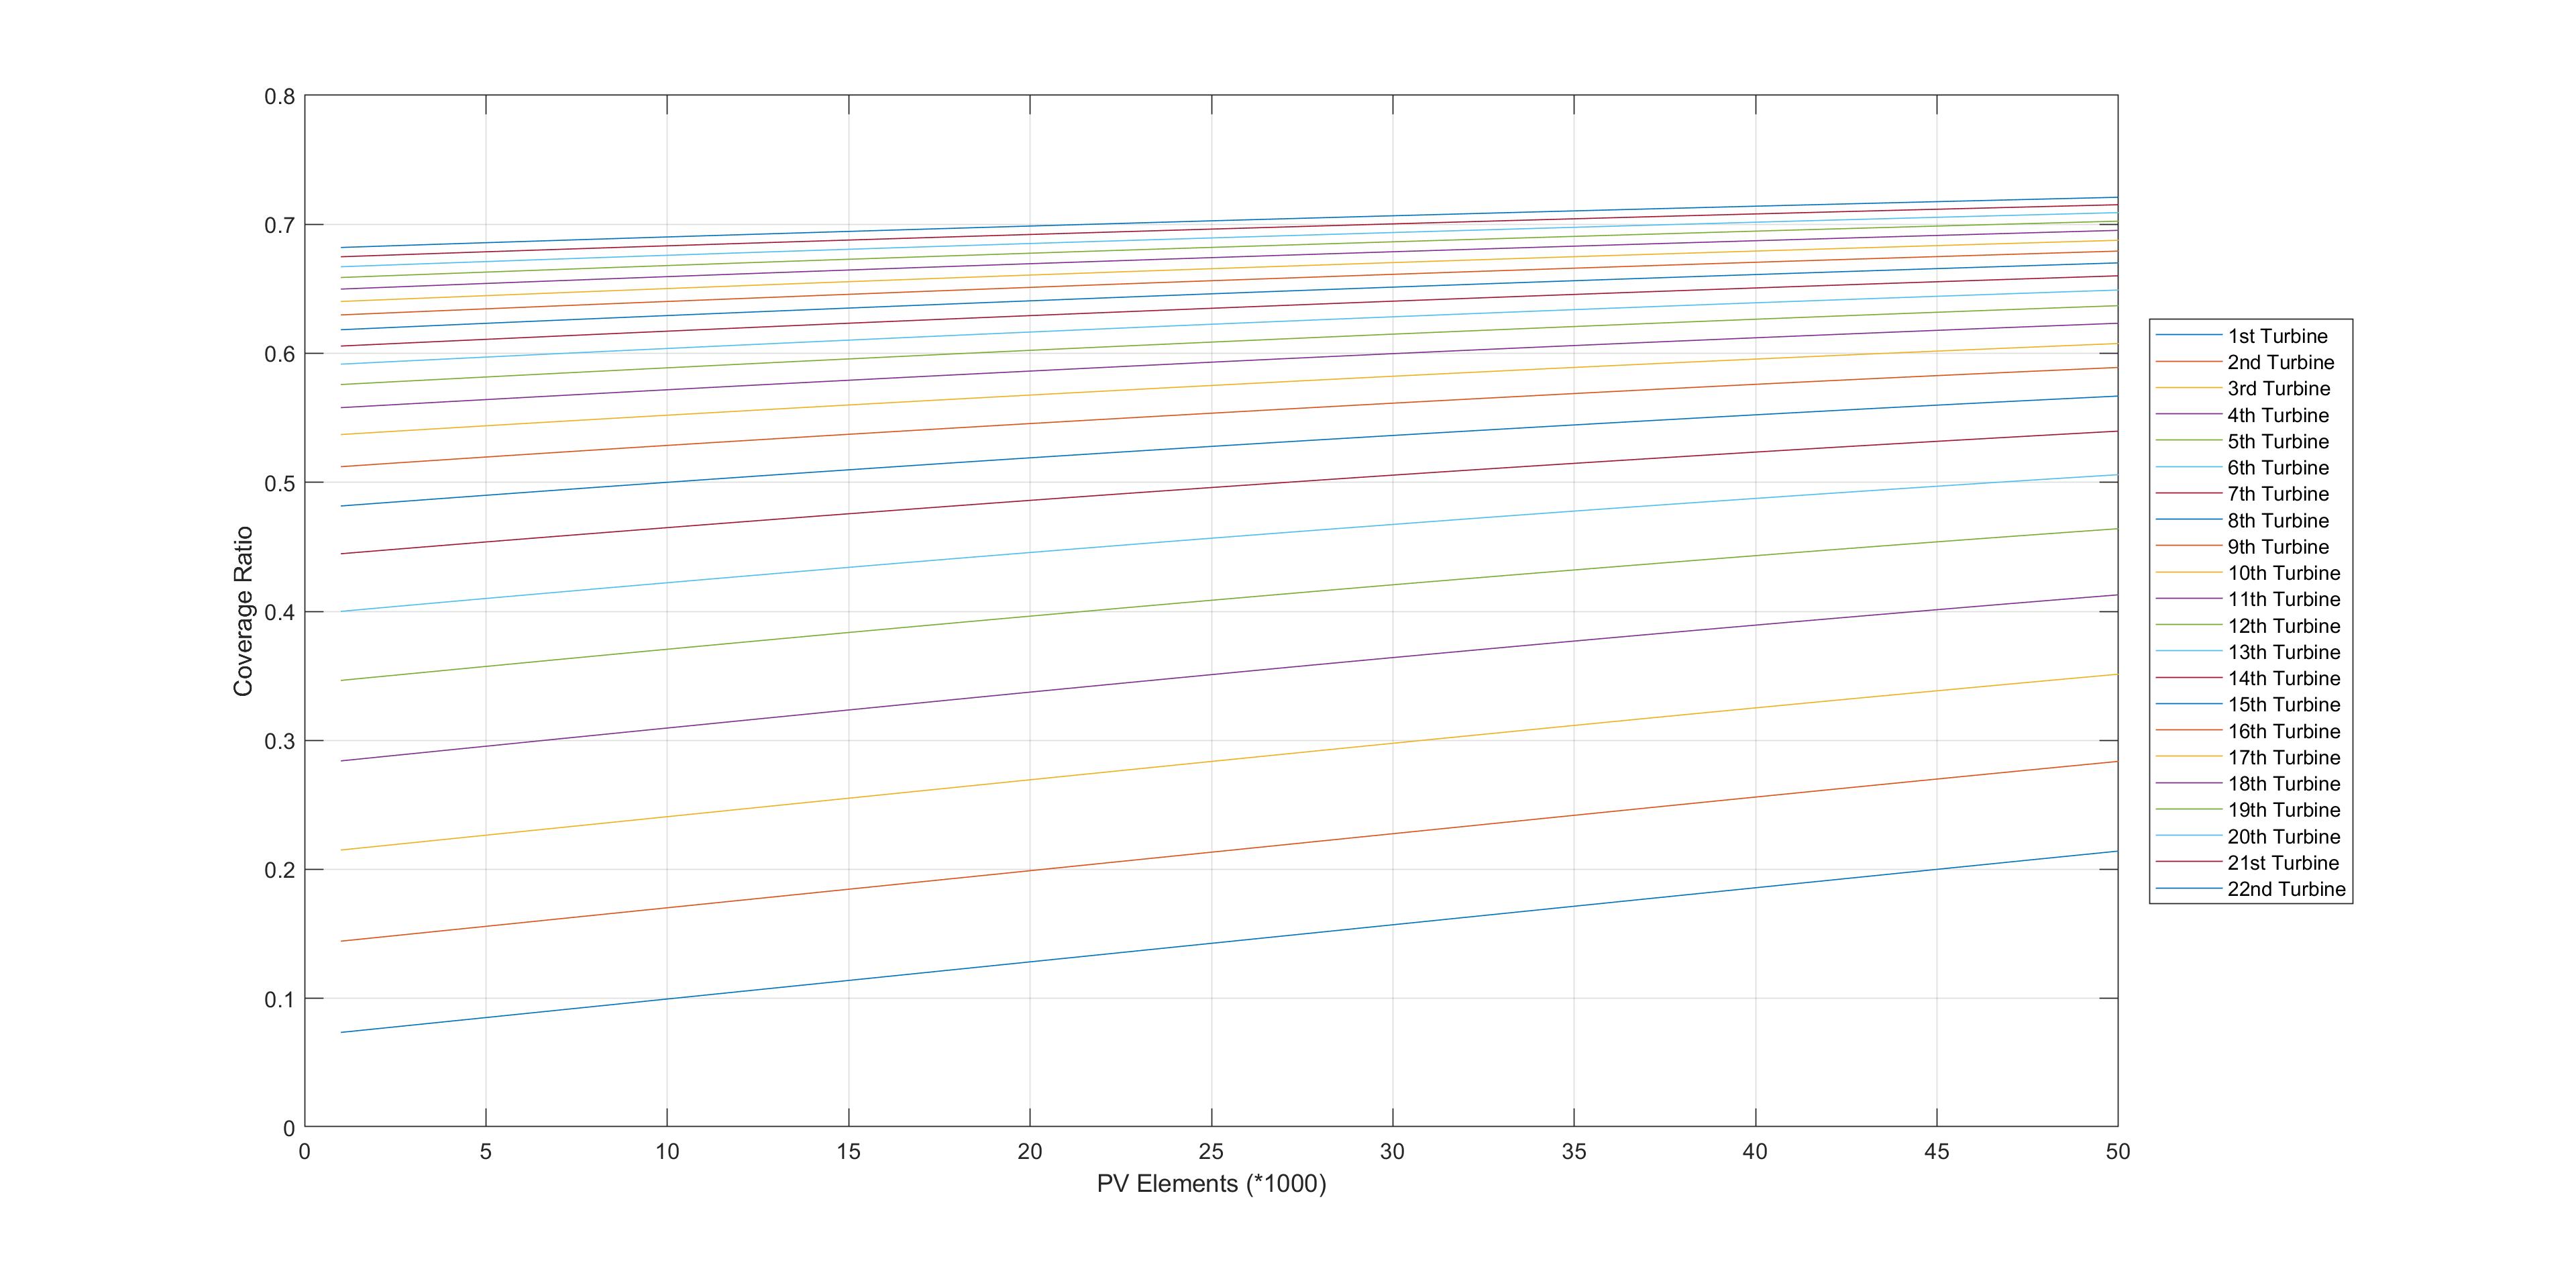 0.8
0.7
0.6
0.5
0.4
0.3
0.2
0.1
0
Coverage Ratio
0 5 10 15 20 25 30 35 40 45 50
PV Elements (*1000)
1st Turbine
2nd Turbine
3rd Turbine
4th Turbine
5th Turbine
6th Turbine
7th Turbine
8th Turbine
9th Turbine
10th Turbine
11th Turbine
12th Turbine
13th Turbine
14th Turbine
15th Turbine
16th Turbine
17th Turbine
18th Turbine
19th Turbine
20th Turbine
21st Turbine
22nd Turbine